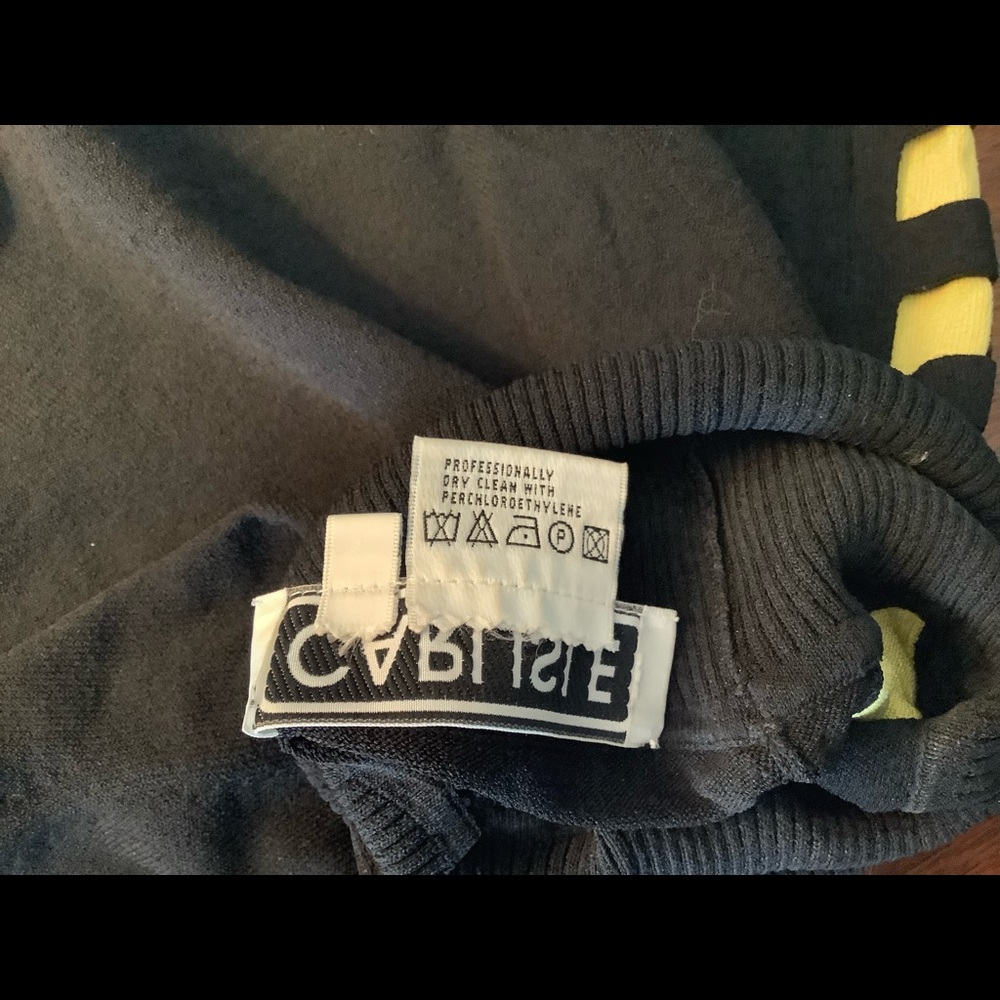 PROFESSIONALLY
DRY CLEAN WITH
PERCHLOROETHYLENE
P
CARLISLE